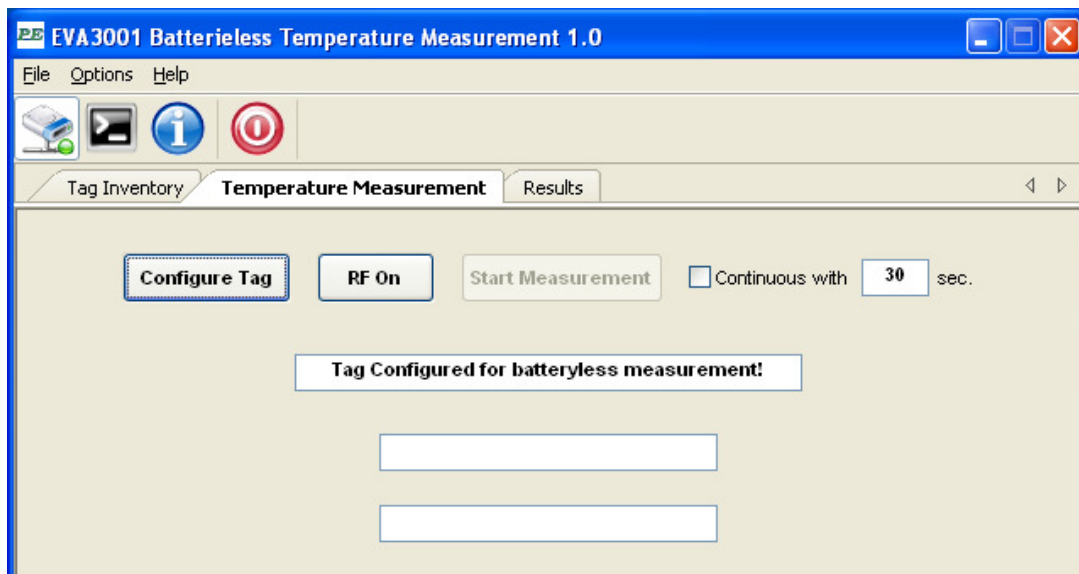 PE EVA3001 Batterieless Temperature Measurement 1.0
File Options Help
Tag Inventory Temperature Measurement Results
Configure Tag RF On Start Measurement Continuous with 30 sec.
Tag Configured for batteryless measurement!